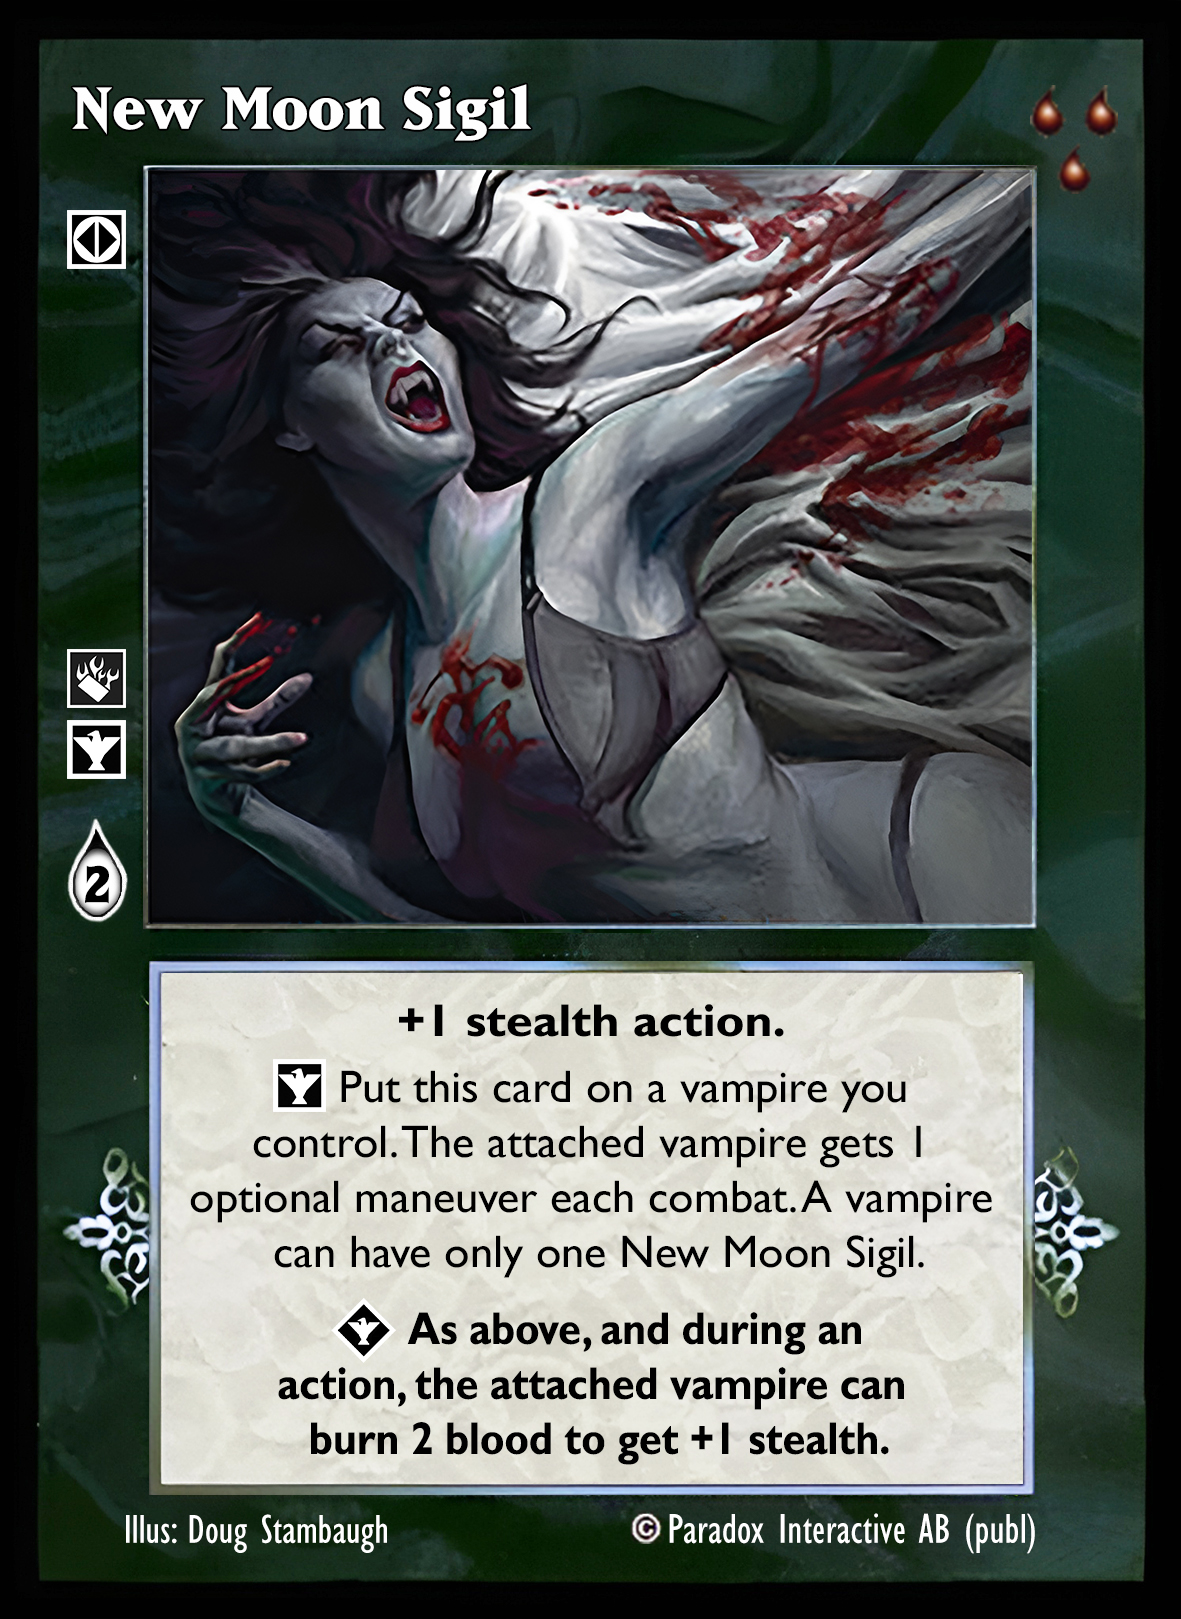 New Moon Sigil
2
+1 stealth action.
Put this card on a vampire you
control. The attached vampire gets 1
optional maneuver each combat. A vampire
can have only one New Moon Sigil.
As above, and during an
action, the attached vampire can
burn 2 blood to get +1 stealth.
Illus: Doug Stambaugh
© Paradox Interactive AB (publ)